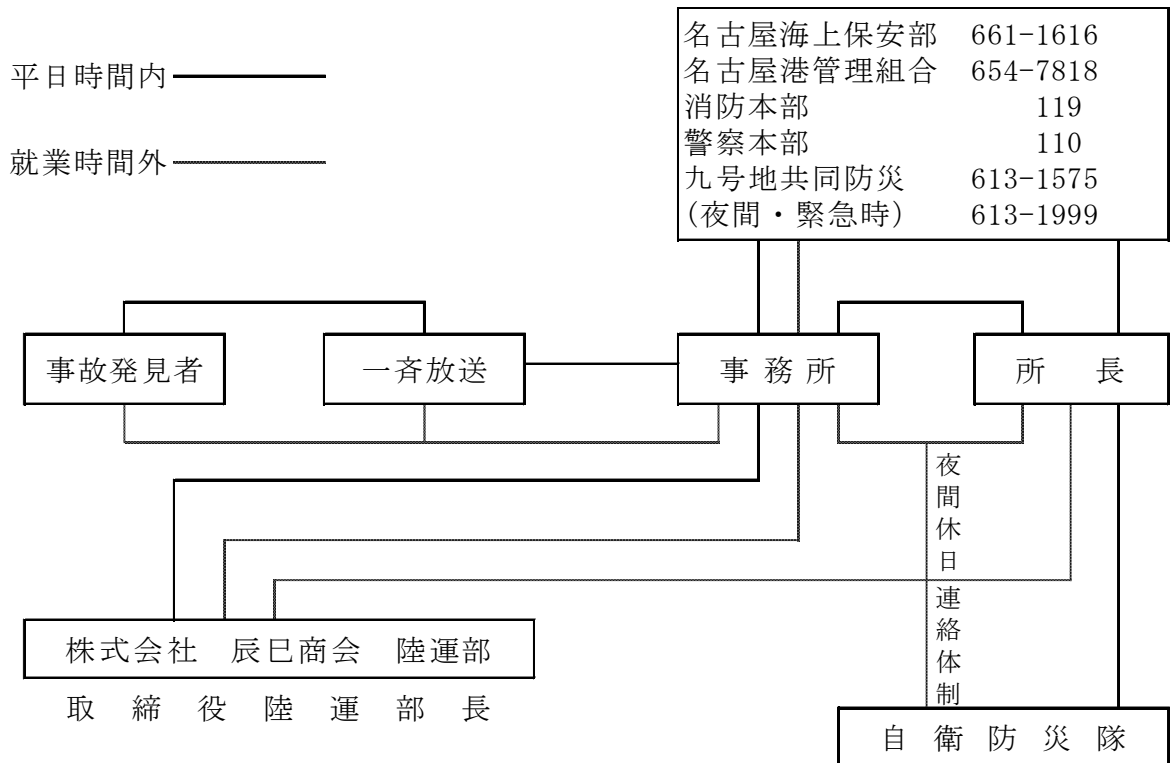 平日時間内
就業時間外
名古屋海上保安部 661-1616
名古屋港管理組合 654-7818
消防本部 119
警察本部 110
九号地共同防災 613-1575
(夜間・緊急時) 613-1999
事故発見者
一斉放送
事務所
所長
夜間休日連絡体制
株式会社 辰巳商会 陸運部
取締役陸運部長
自衛防災隊